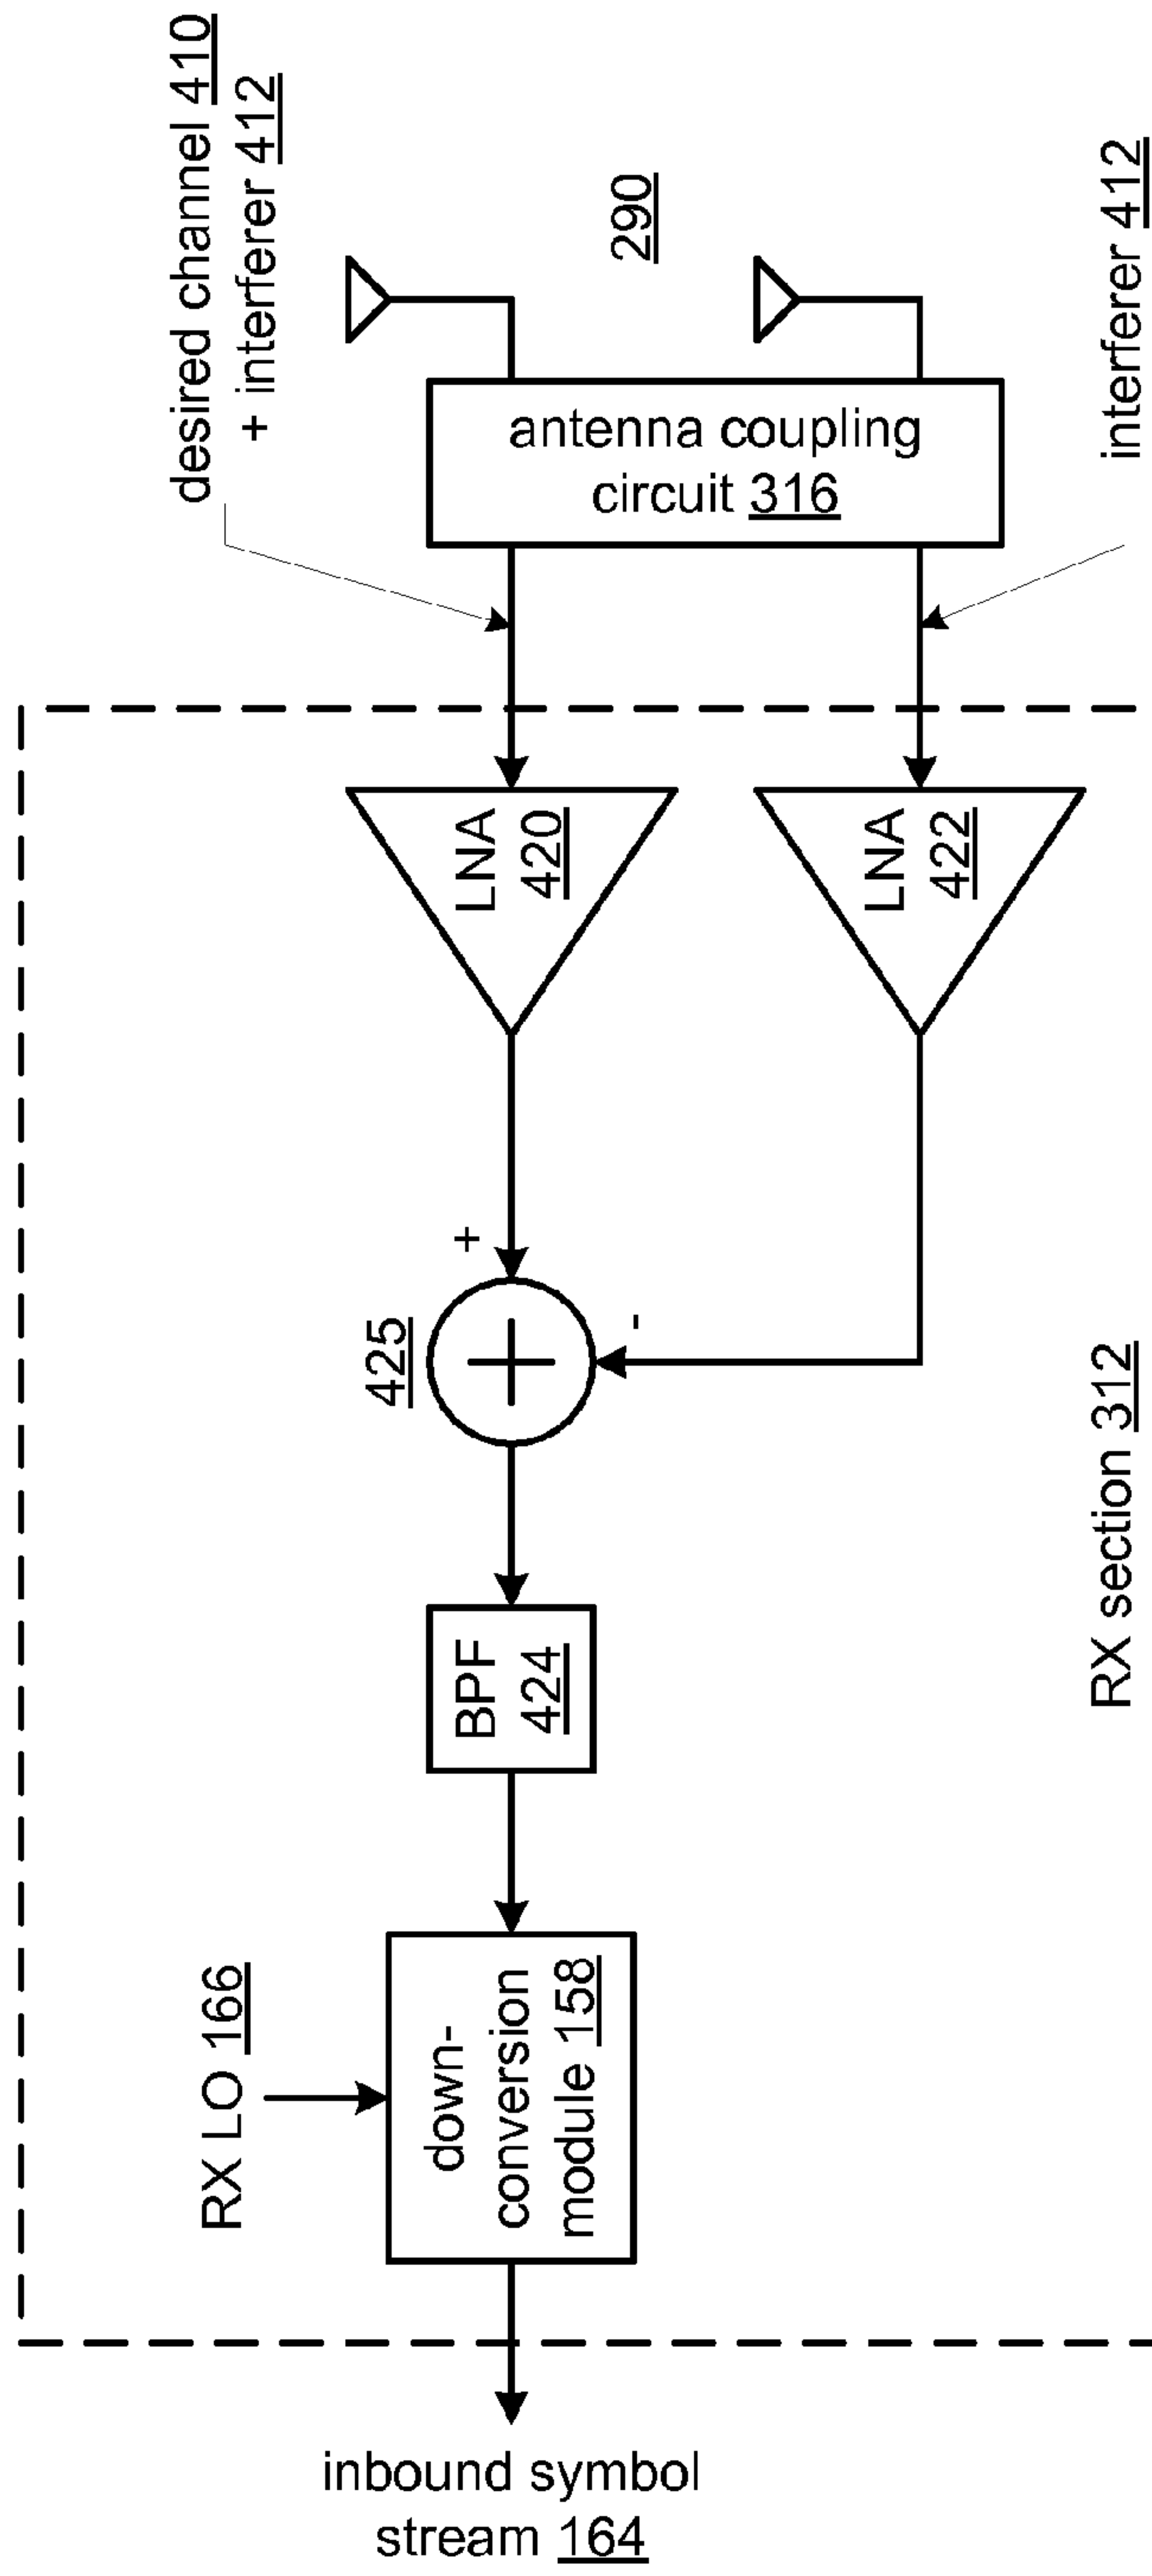 desired channel 410
+ interferer 412
290
antenna coupling
circuit 316
interferer 412
LNA
420
LNA
422
+
-
425
BPF
424
RX section 312
RX LO 166
down-
conversion
module 158
inbound symbol
stream 164